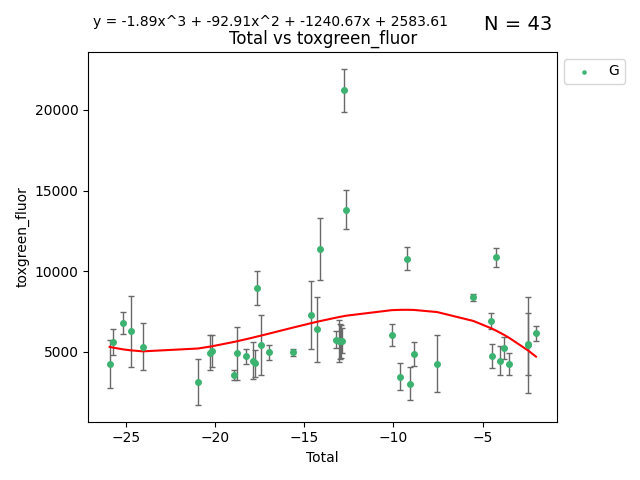 y = -1.89x^3 + -92.91x^2 + -1240.67x + 2583.61
N = 43
Total vs toxgreen_fluor
G
20000
15000
10000
5000
toxgreen_fluor
−25
−20
−15
−10
−5
Total